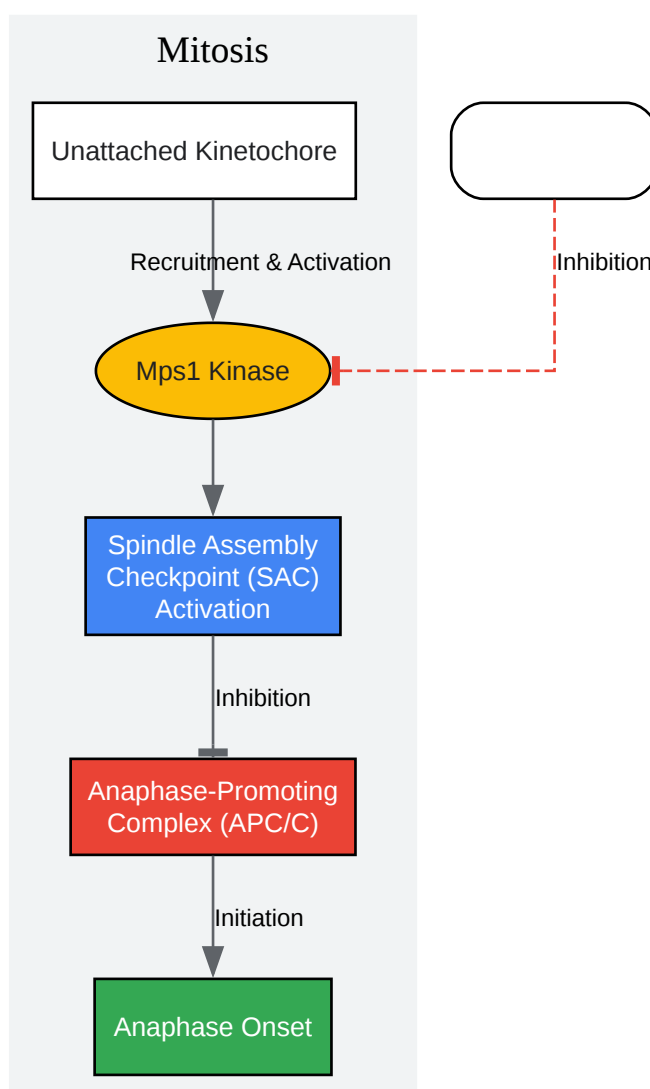 Mitosis
Unattached Kinetochore
Recruitment & Activation
Inhibition
Mps1 Kinase
Spindle Assembly
Checkpoint (SAC)
Activation
Inhibition
Anaphase-Promoting
Complex (APC/C)
Initiation
Anaphase Onset